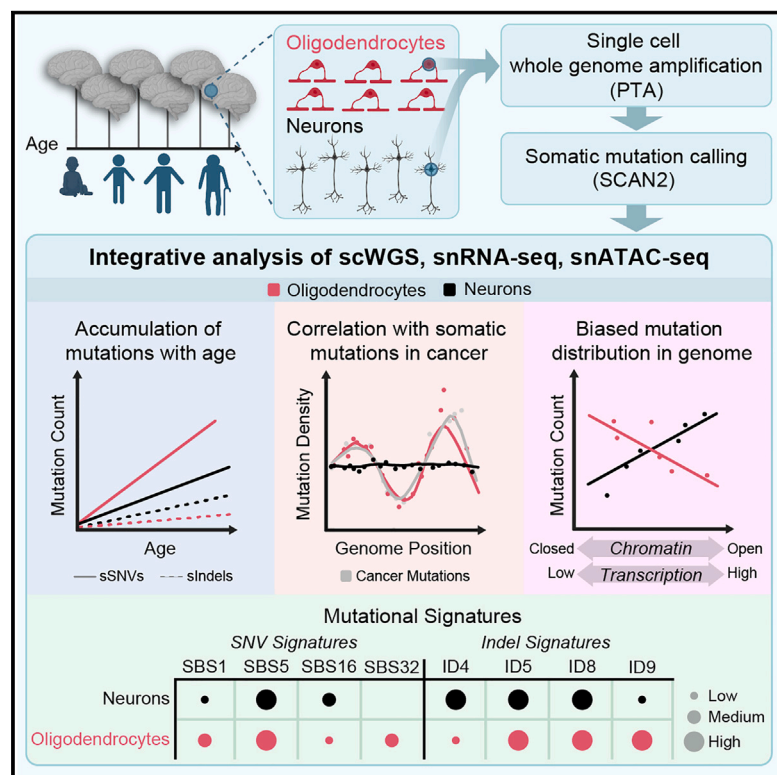 Oligodendrocytes
Neurons
Age
Single cell
whole genome amplification
(PTA)
Somatic mutation calling
(SCAN2)
Integrative analysis of scWGS, snRNA-seq, snATAC-seq
Oligodendrocytes Neurons
Accumulation of
mutations with age
Mutation Count
Age
sSNVs sIndels
Correlation with somatic
mutations in cancer
Mutation Density
Genome Position
Cancer Mutations
Biased mutation
distribution in genome
Mutation Count
Closed Chromatin Open
Low Transcription High
Mutational Signatures
SNV Signatures Indel Signatures
SBS1 SBS5 SBS16 SBS32 ID4 ID5 ID8 ID9
Neurons
Oligodendrocytes
Low
Medium
High